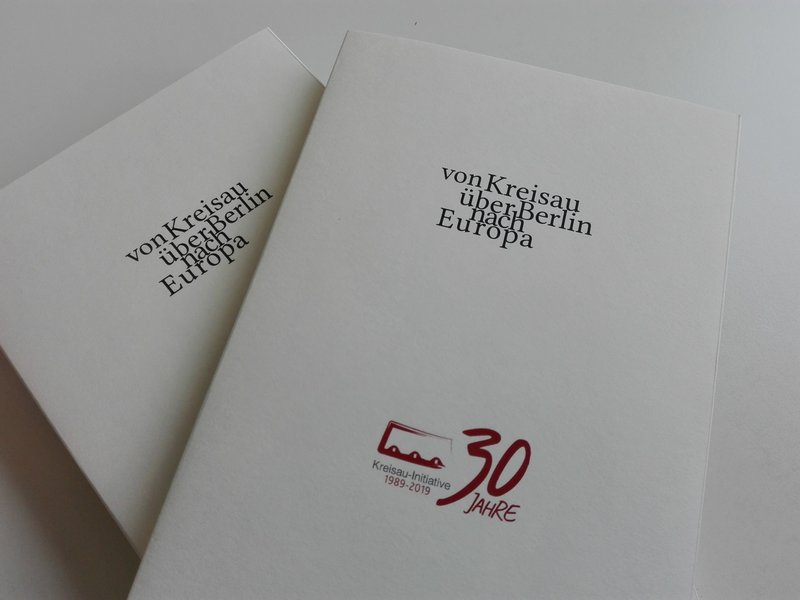 von Kreisau
über Berlin
nach
Europa
von Kreisau
über Berlin
nach
Europa
Kreisau-Initiative
1989-2019
30
JAHRE